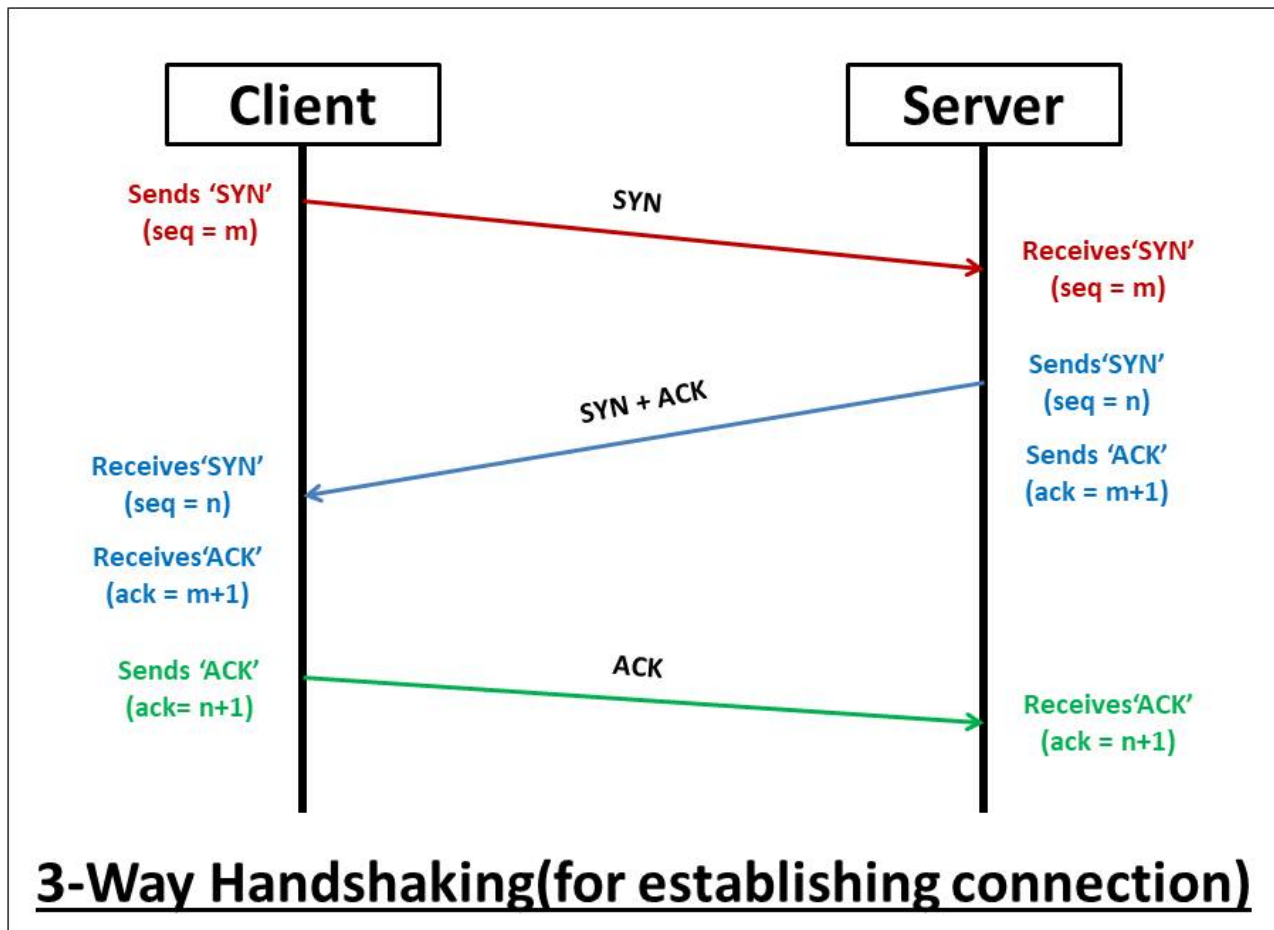 Client
Server
Sends ‘SYN’
(seq = m)
SYN
Receives‘SYN’
(seq = m)
Sends‘SYN’
(seq = n)
SYN + ACK
Sends ‘ACK’
(ack = m+1)
Receives‘SYN’
(seq = n)
Receives‘ACK’
(ack = m+1)
Sends ‘ACK’
(ack= n+1)
ACK
Receives‘ACK’
(ack = n+1)
3-Way Handshaking(for establishing connection)